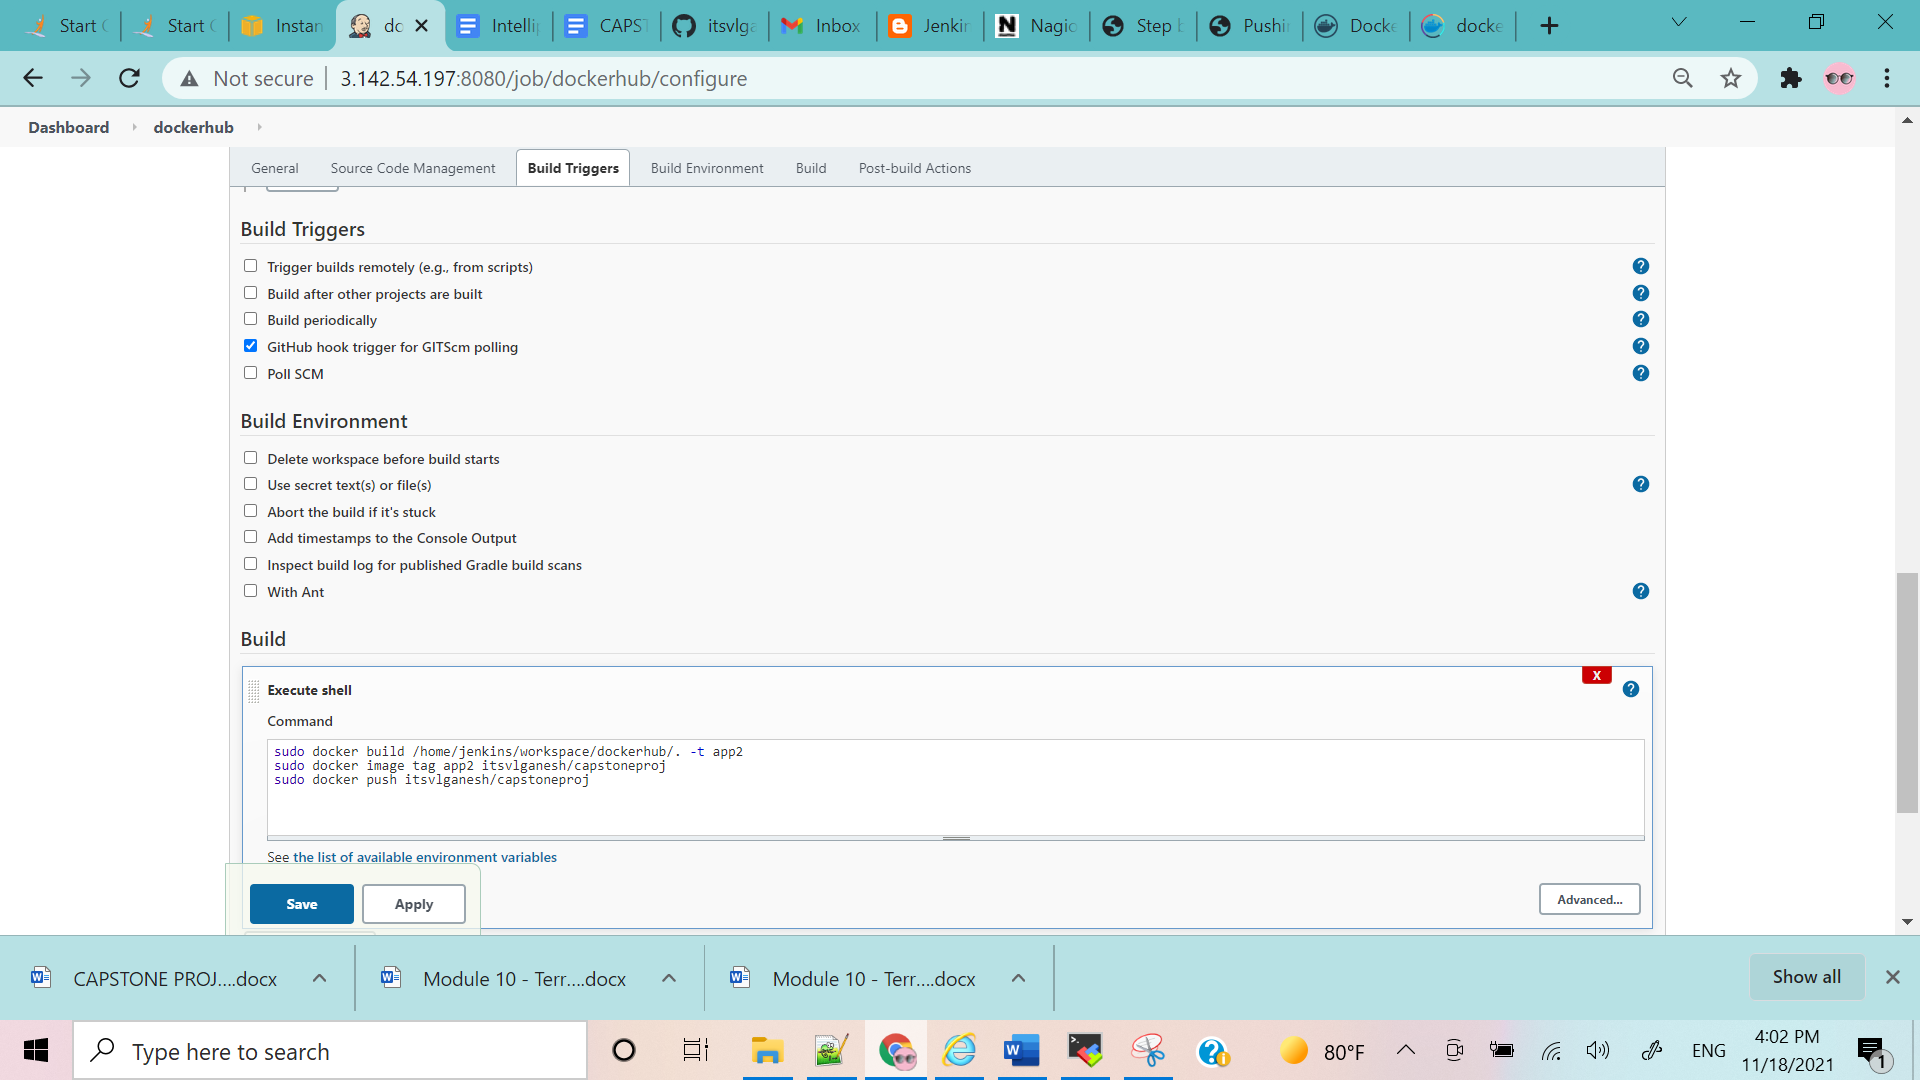 Start
Start
Instan
do
Intelli
CAPS
itsvlga
Inbox
Jenkin
Nagio
Step
Pushi
Docke
docke
Not secure
3.142.54.197:8080/job/dockerhub/configure
Dashboard
dockerhub
General
Source Code Management
Build Triggers
Build Environment
Build
Post-build Actions
Build Triggers
Trigger builds remotely (e.g., from scripts)
Build after other projects are built
Build periodically
GitHub hook trigger for GITScm polling
Poll SCM
Build Environment
Delete workspace before build starts
Use secret text(s) or file(s)
Abort the build if it's stuck
Add timestamps to the Console Output
Inspect build log for published Gradle build scans
With Ant
Build
X
Execute shell
Command
sudo docker build /home/jenkins/workspace/dockerhub/. -t app2
sudo docker image tag app2 itsvlganesh/capstoneproj
sudo docker push itsvlganesh/capstoneproj
See the list of available environment variables
Save
Apply
Advanced...
CAPSTONE PROJ....docx
Module 10 - Terr....docx
Module 10 - Terr....docx
Show all
Type here to search
80°F
ENG
4:02 PM
11/18/2021
1